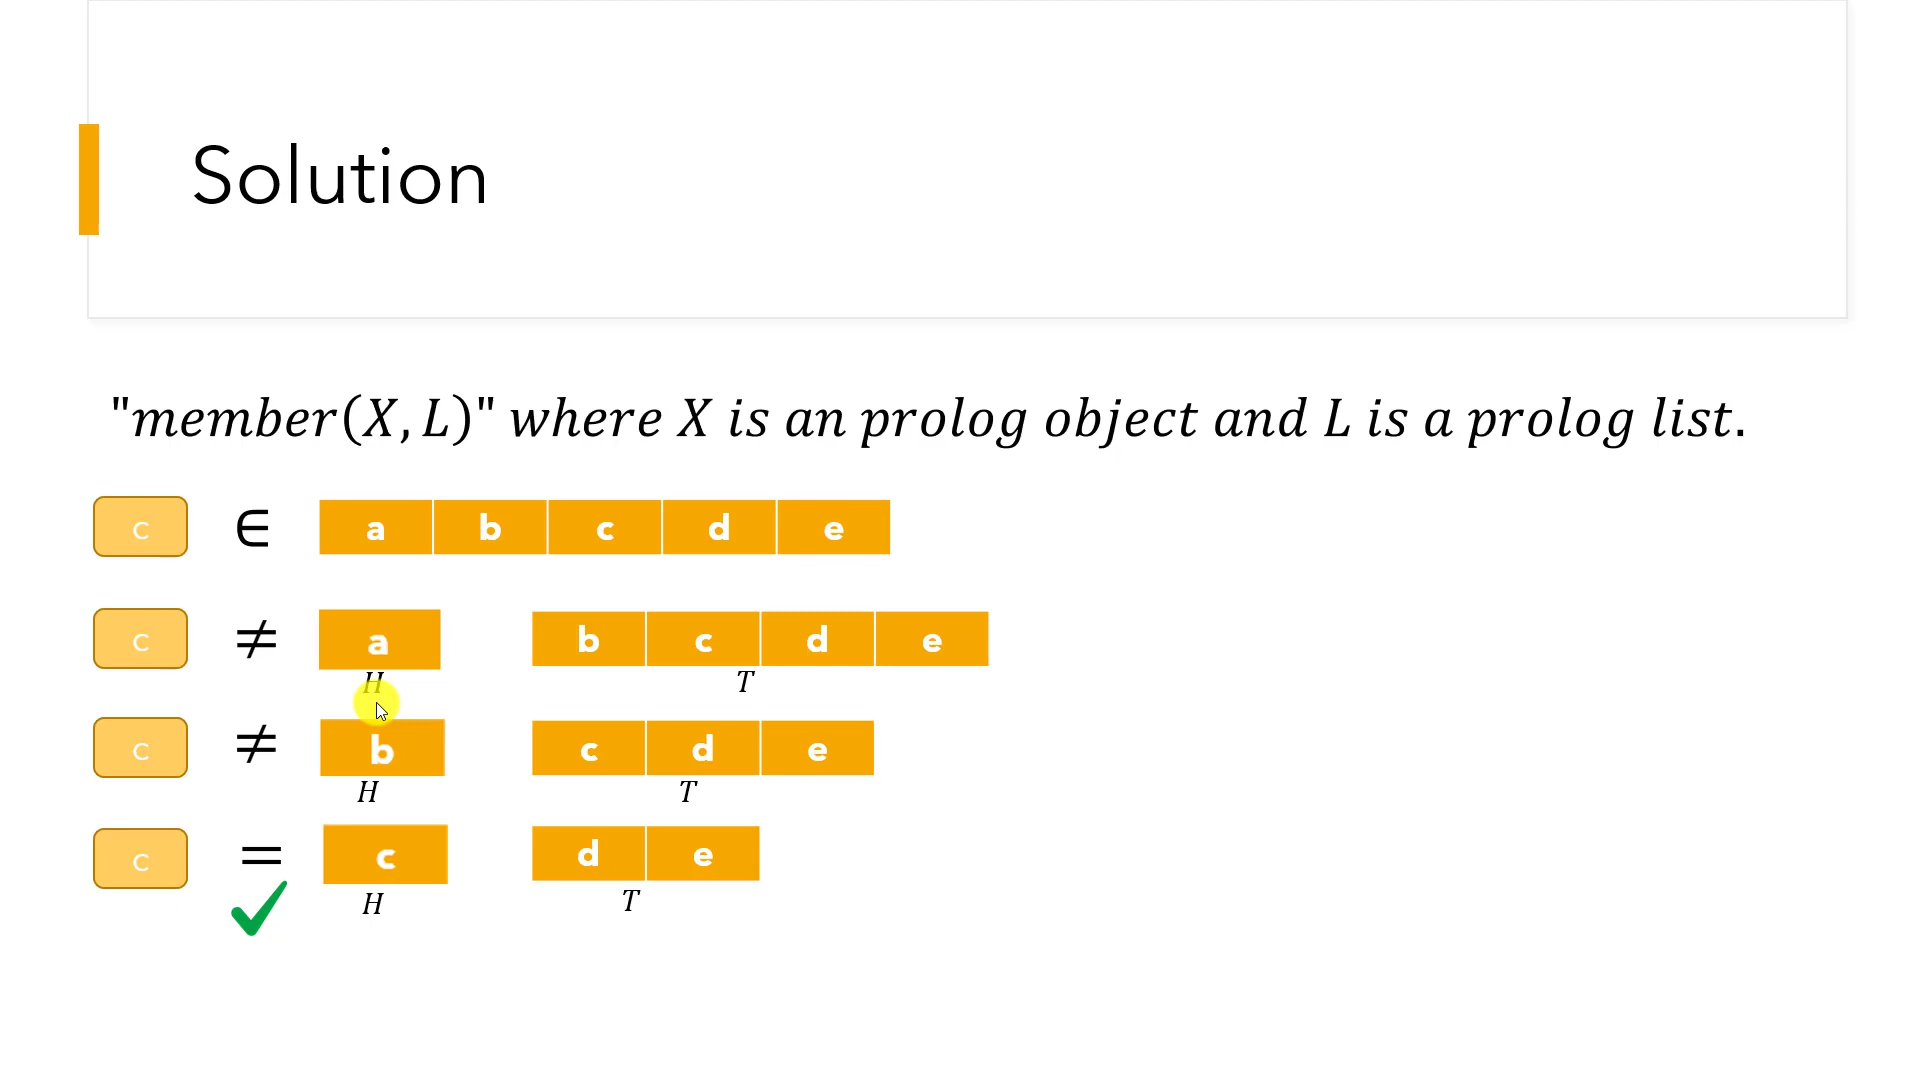 Solution
"member(X, L)" where X is an prolog object and L is a prolog list.
c ∈ a b c d e
c ≠ a b c d e
H T
c ≠ b c d e
H T
c = c d e
H T